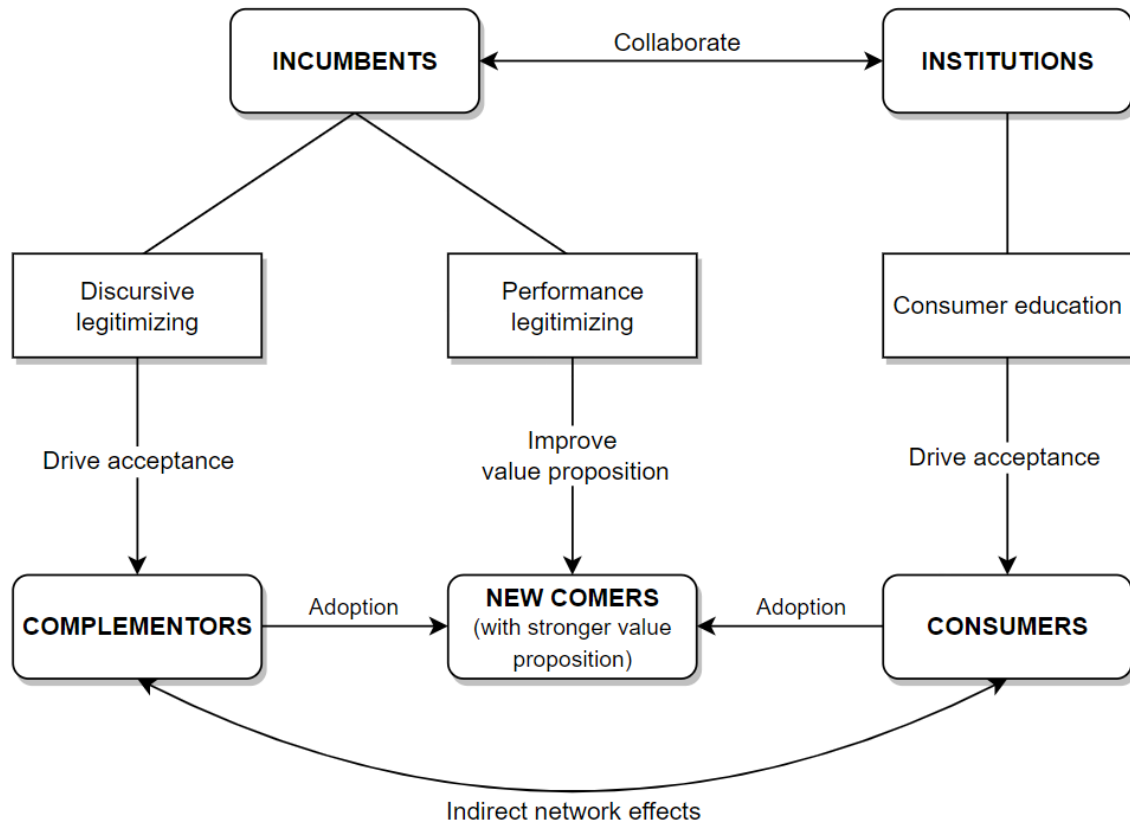 INCUMBENTS
Collaborate
INSTITUTIONS
Discursive
legitimizing
Performance
legitimizing
Consumer education
Drive acceptance
Improve
value proposition
Drive acceptance
COMPLEMENTORS
Adoption
NEW COMERS
(with stronger value
proposition)
Adoption
CONSUMERS
Indirect network effects